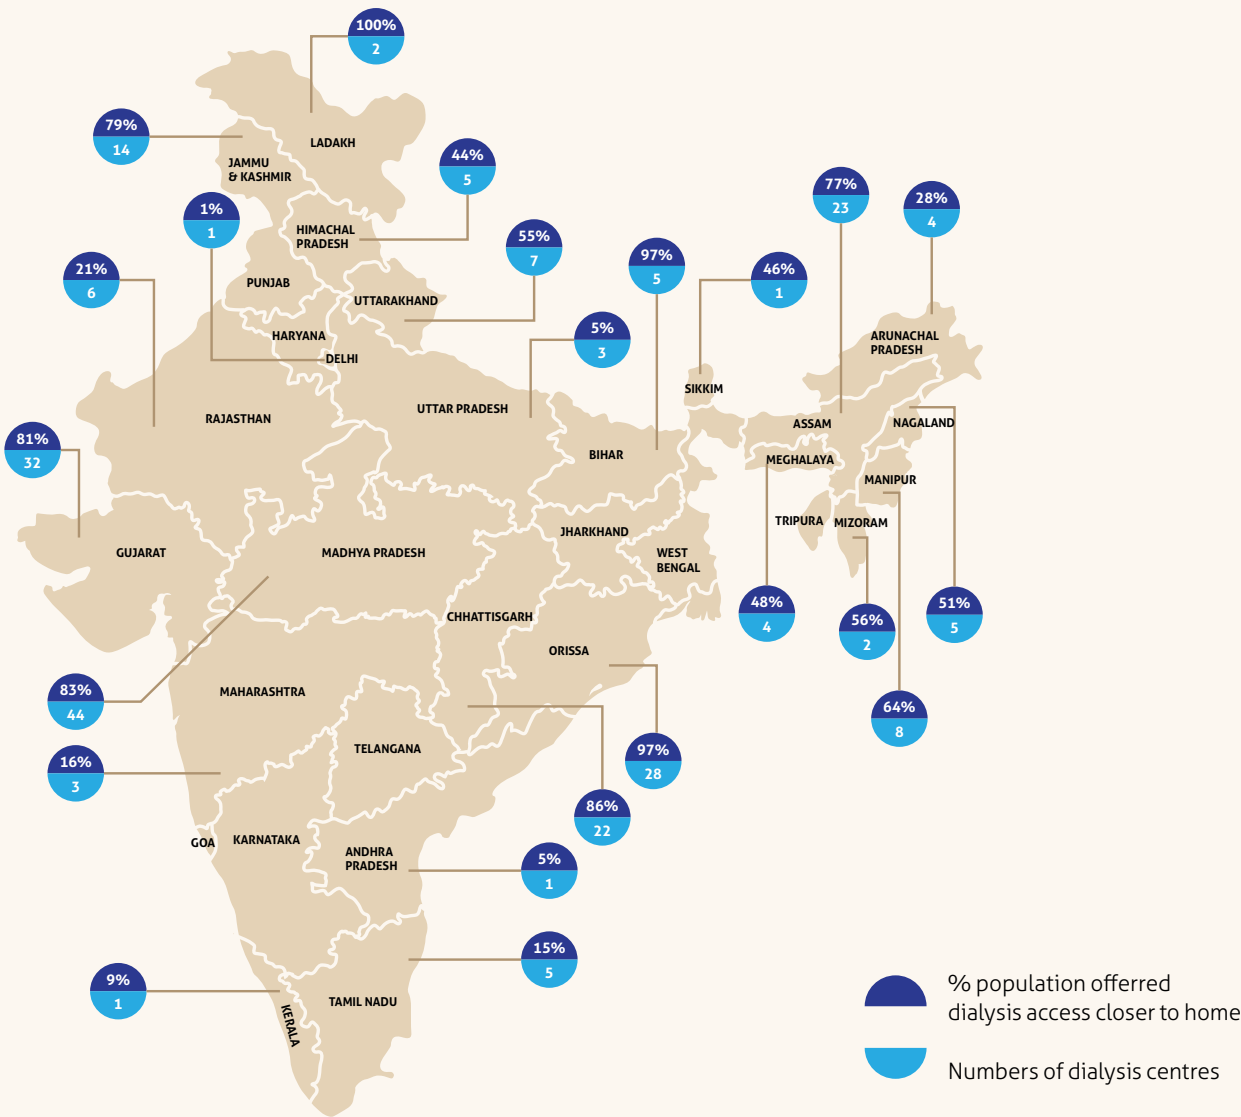 100%
2
79%
14
LADAKH
JAMMU
& KASHMIR
44%
5
77%
23
28%
4
1%
1
HIMACHAL
PRADESH
55%
7
97%
5
46%
1
21%
6
PUNJAB
UTTARAKHAND
HARYANA
DELHI
5%
3
ARUNACHAL
PRADESH
SIKKIM
RAJASTHAN
UTTAR PRADESH
ASSAM
NAGALAND
81%
32
BIHAR
MEGHALAYA
MANIPUR
TRIPURA
MIZORAM
GUJARAT
MADHYA PRADESH
JHARKHAND
WEST
BENGAL
48%
4
56%
2
51%
5
CHHATTISGARH
ORISSA
83%
44
MAHARASHTRA
64%
8
TELANGANA
97%
28
16%
3
86%
22
GOA
KARNATAKA
ANDHRA
PRADESH
5%
1
15%
5
9%
1
KERALA
TAMIL NADU
% population offerred
dialysis access closer to home
Numbers of dialysis centres